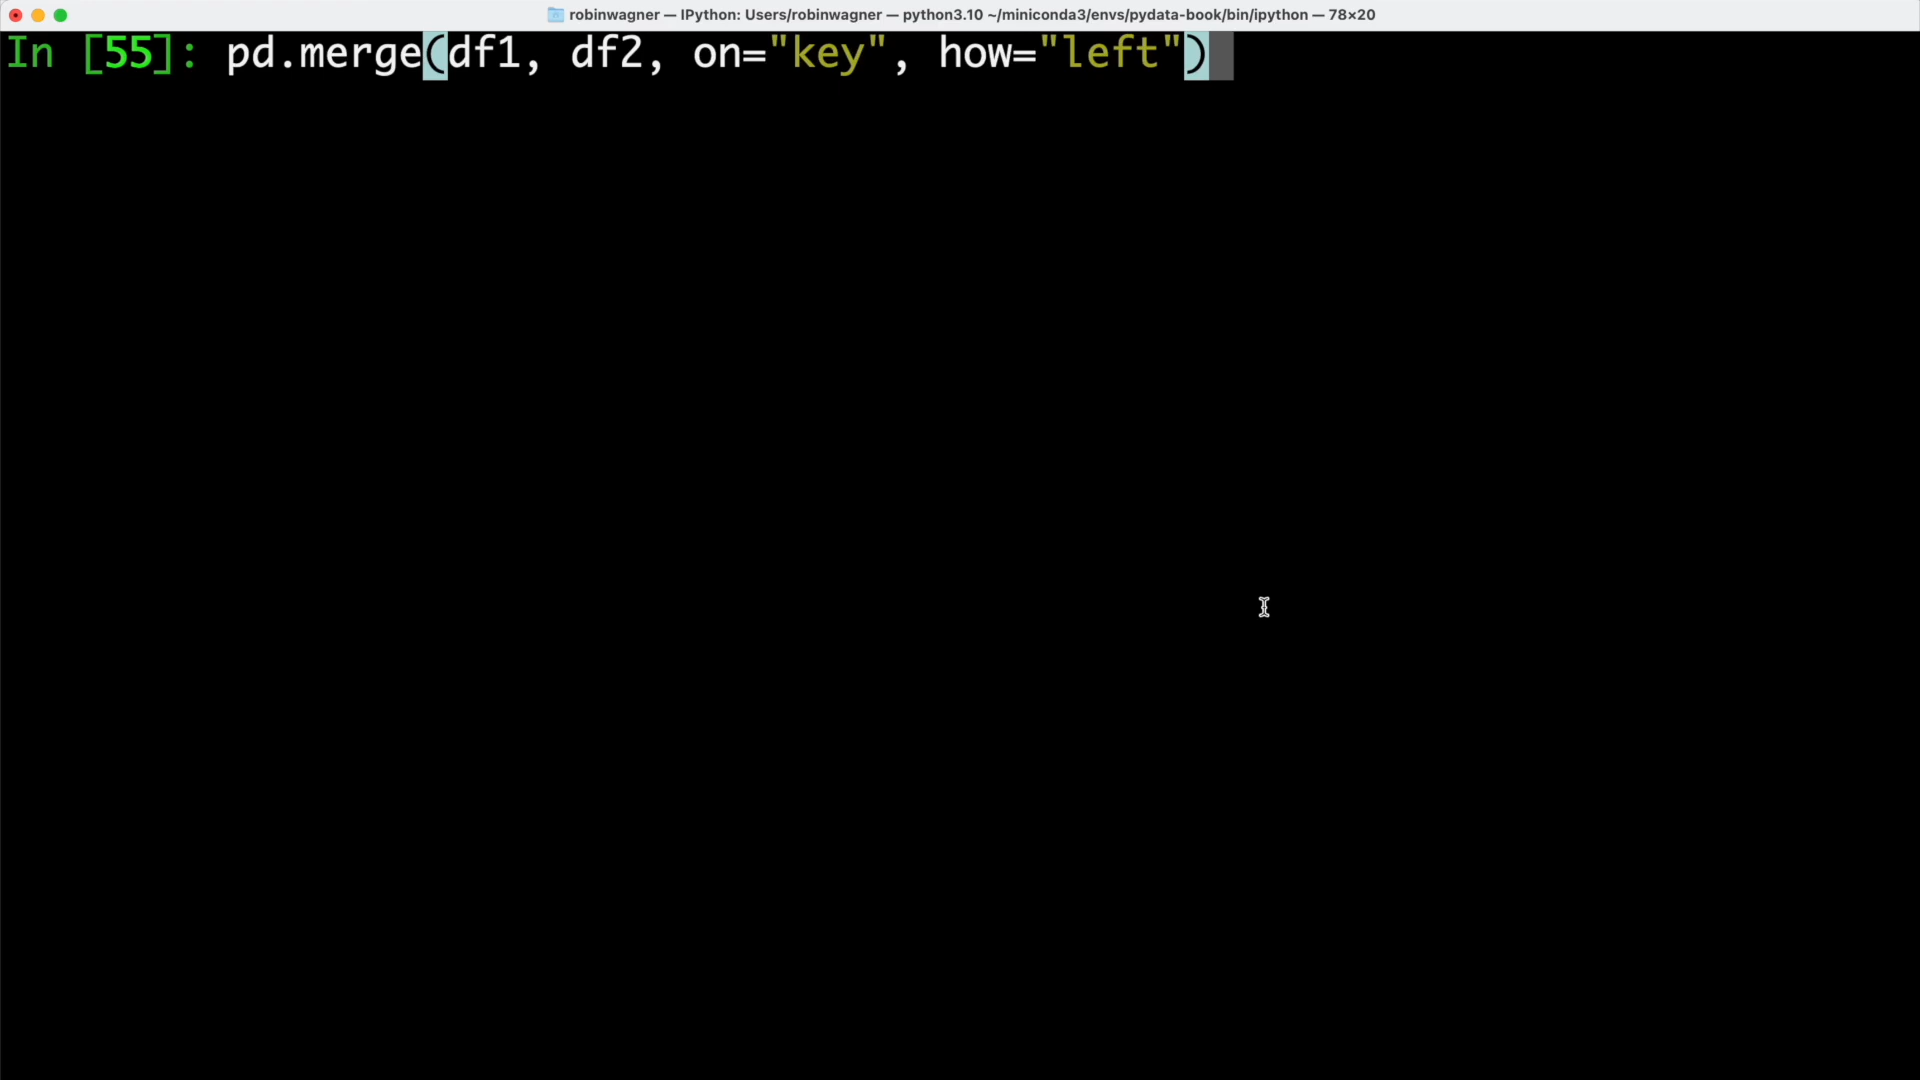 robinwagner — IPython: Users/robinwagner — python3.10 ~/miniconda3/envs/pydata-book/bin/ipython — 78×20
In [55]: pd.merge(df1, df2, on="key", how="left")